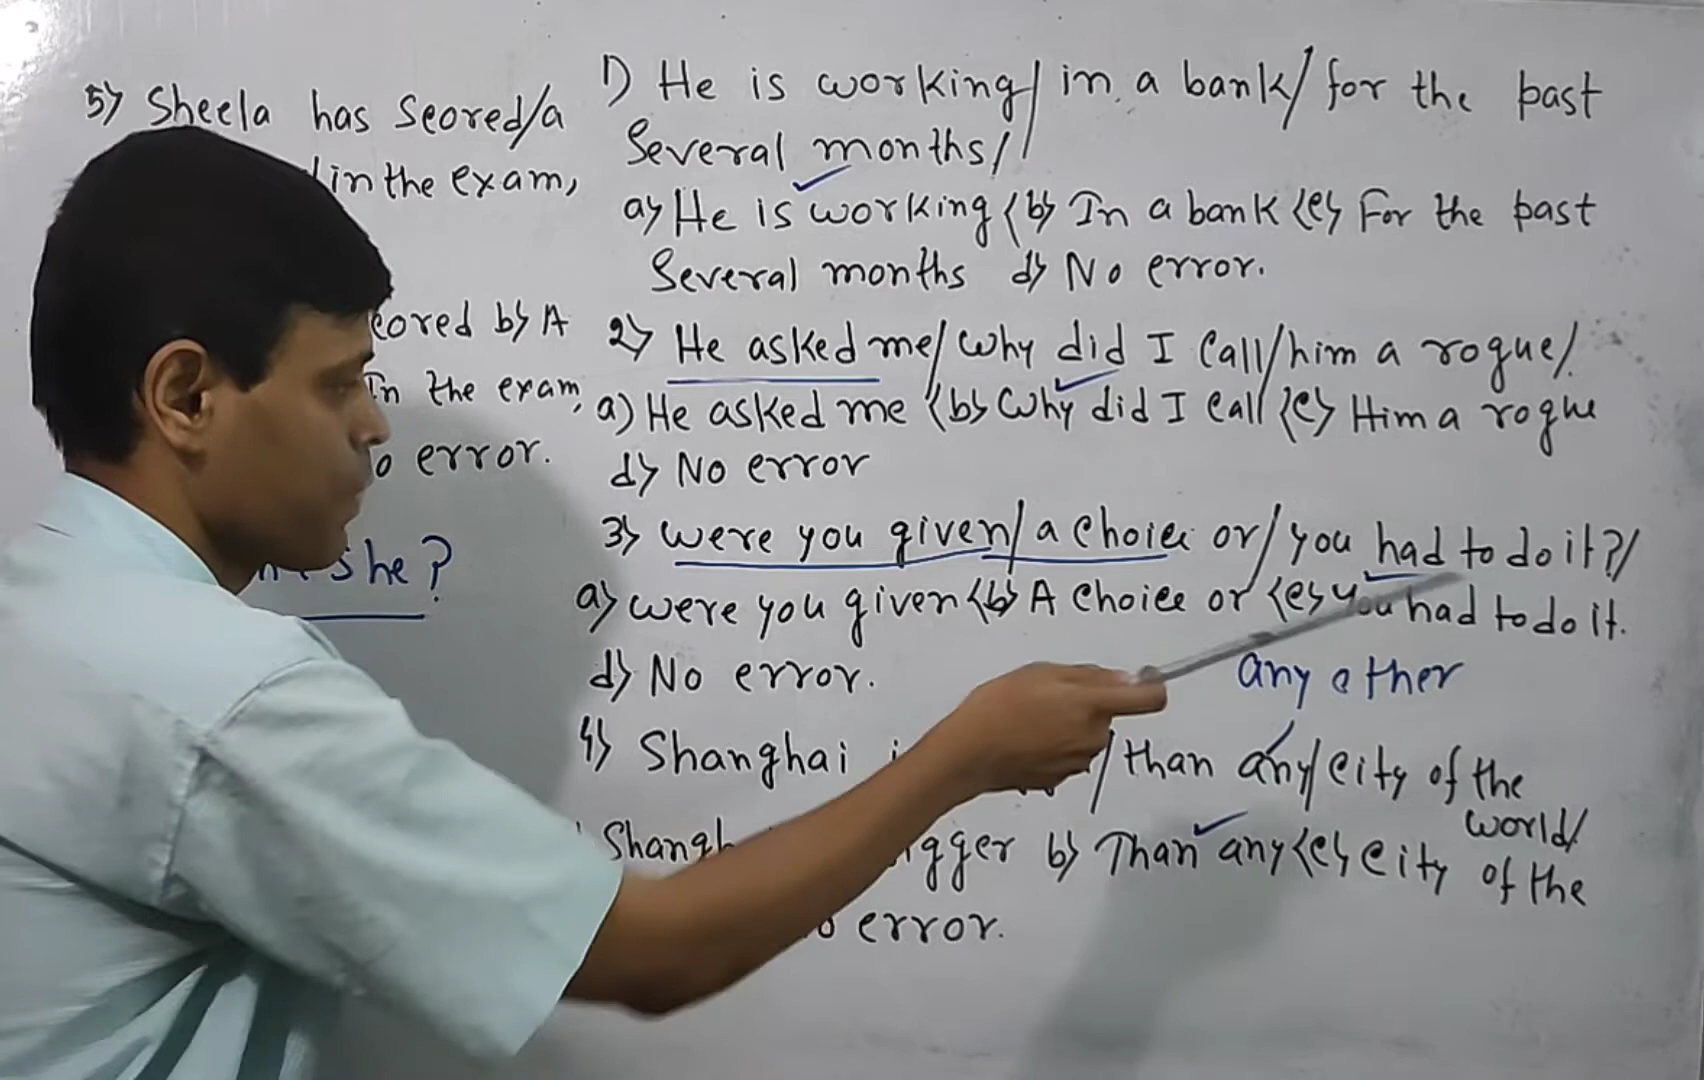 5) Sheela has scored/a
/in the exam,
cored b) A
In the exam,
o error.
she?
1) He is working/ in a bank/ for the past
several months//
a) He is working (b) In a bank (c) For the past
Several months d) No error.
2) He asked me/ why did I call/him a rogue/.
a) He asked me (b) Why did I call (c) Him a rogue
d) No error
3) were you given/ a choice or/ you had to do it?/
a) were you given (b) A choice or (c) you had to do it.
d) No error.
any other
4) Shanghai / than any/city of the
world/
Shangh igger b) Than any (c) city of the
o error.